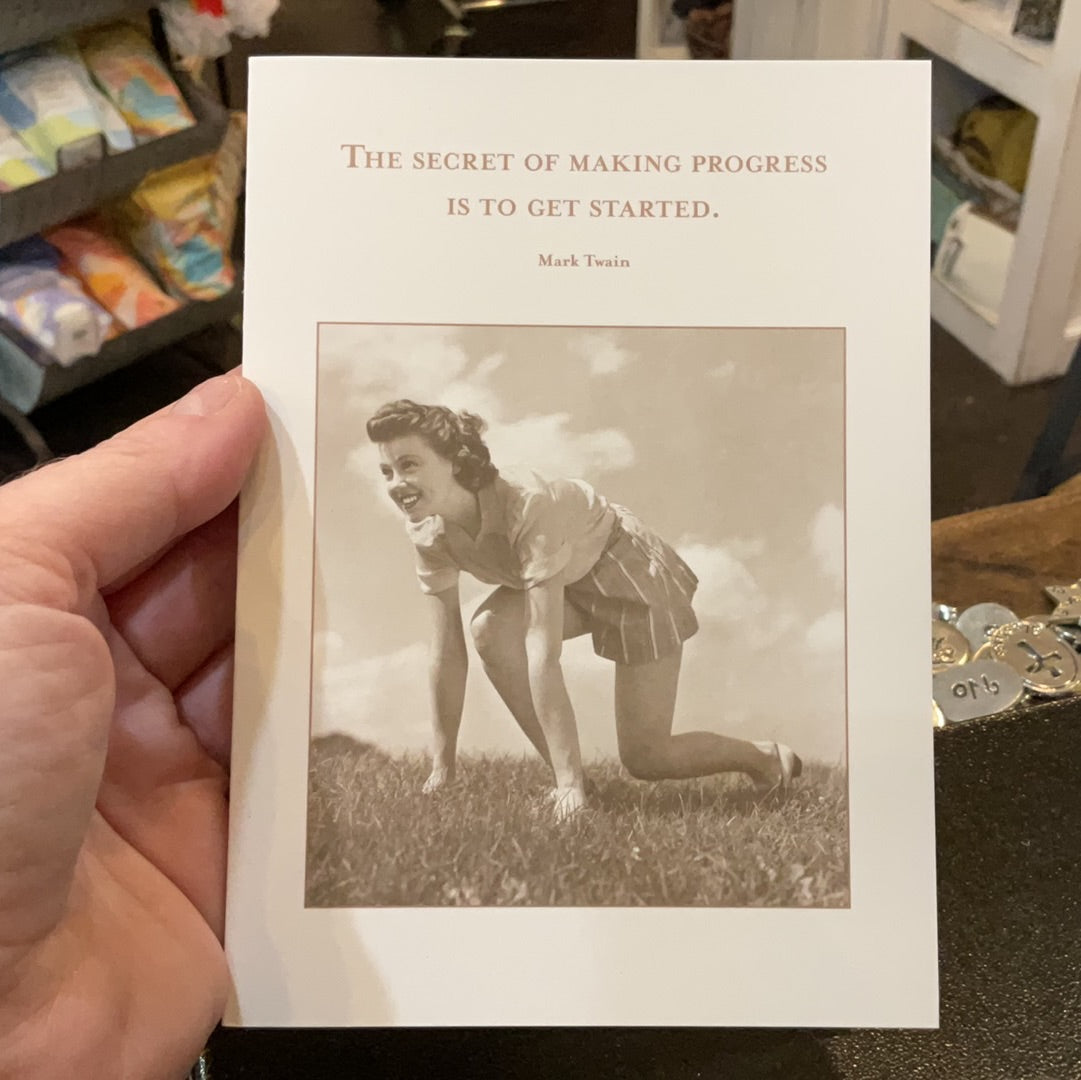 The secret of making progress
is to get started.
Mark Twain